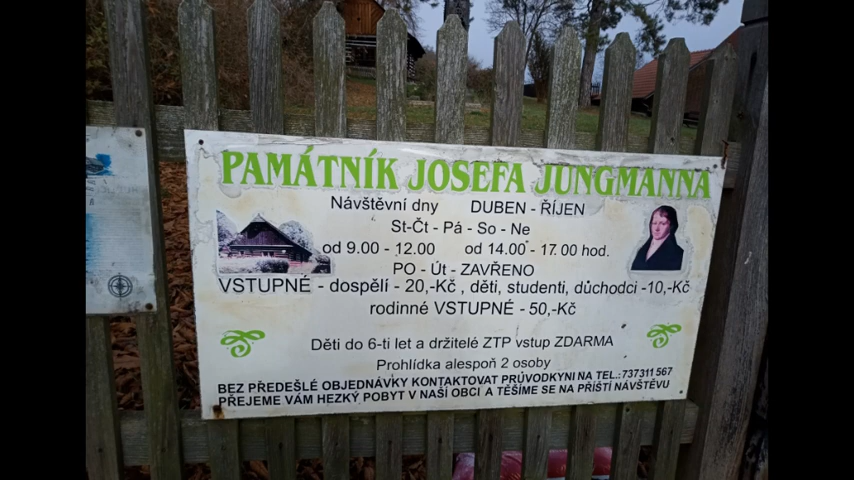 PAMÁTNÍK JOSEFA JUNGMANNA
Návštěvní dny DUBEN - ŘÍJEN
St-Čt - Pá - So - Ne
od 9.00 - 12.00 od 14.00 - 17.00 hod.
PO - Út - ZAVŘENO
VSTUPNÉ - dospělí - 20,-Kč , děti, studenti, důchodci -10,-Kč
rodinné VSTUPNÉ - 50,-Kč
Děti do 6-ti let a držitelé ZTP vstup ZDARMA
Prohlídka alespoň 2 osoby
BEZ PŘEDEŠLÉ OBJEDNÁVKY KONTAKTOVAT PRŮVODKYNI NA TEL.:737311 567
PŘEJEME VÁM HEZKÝ POBYT V NAŠÍ OBCI A TĚŠÍME SE NA PŘÍŠTÍ NÁVŠTĚVU